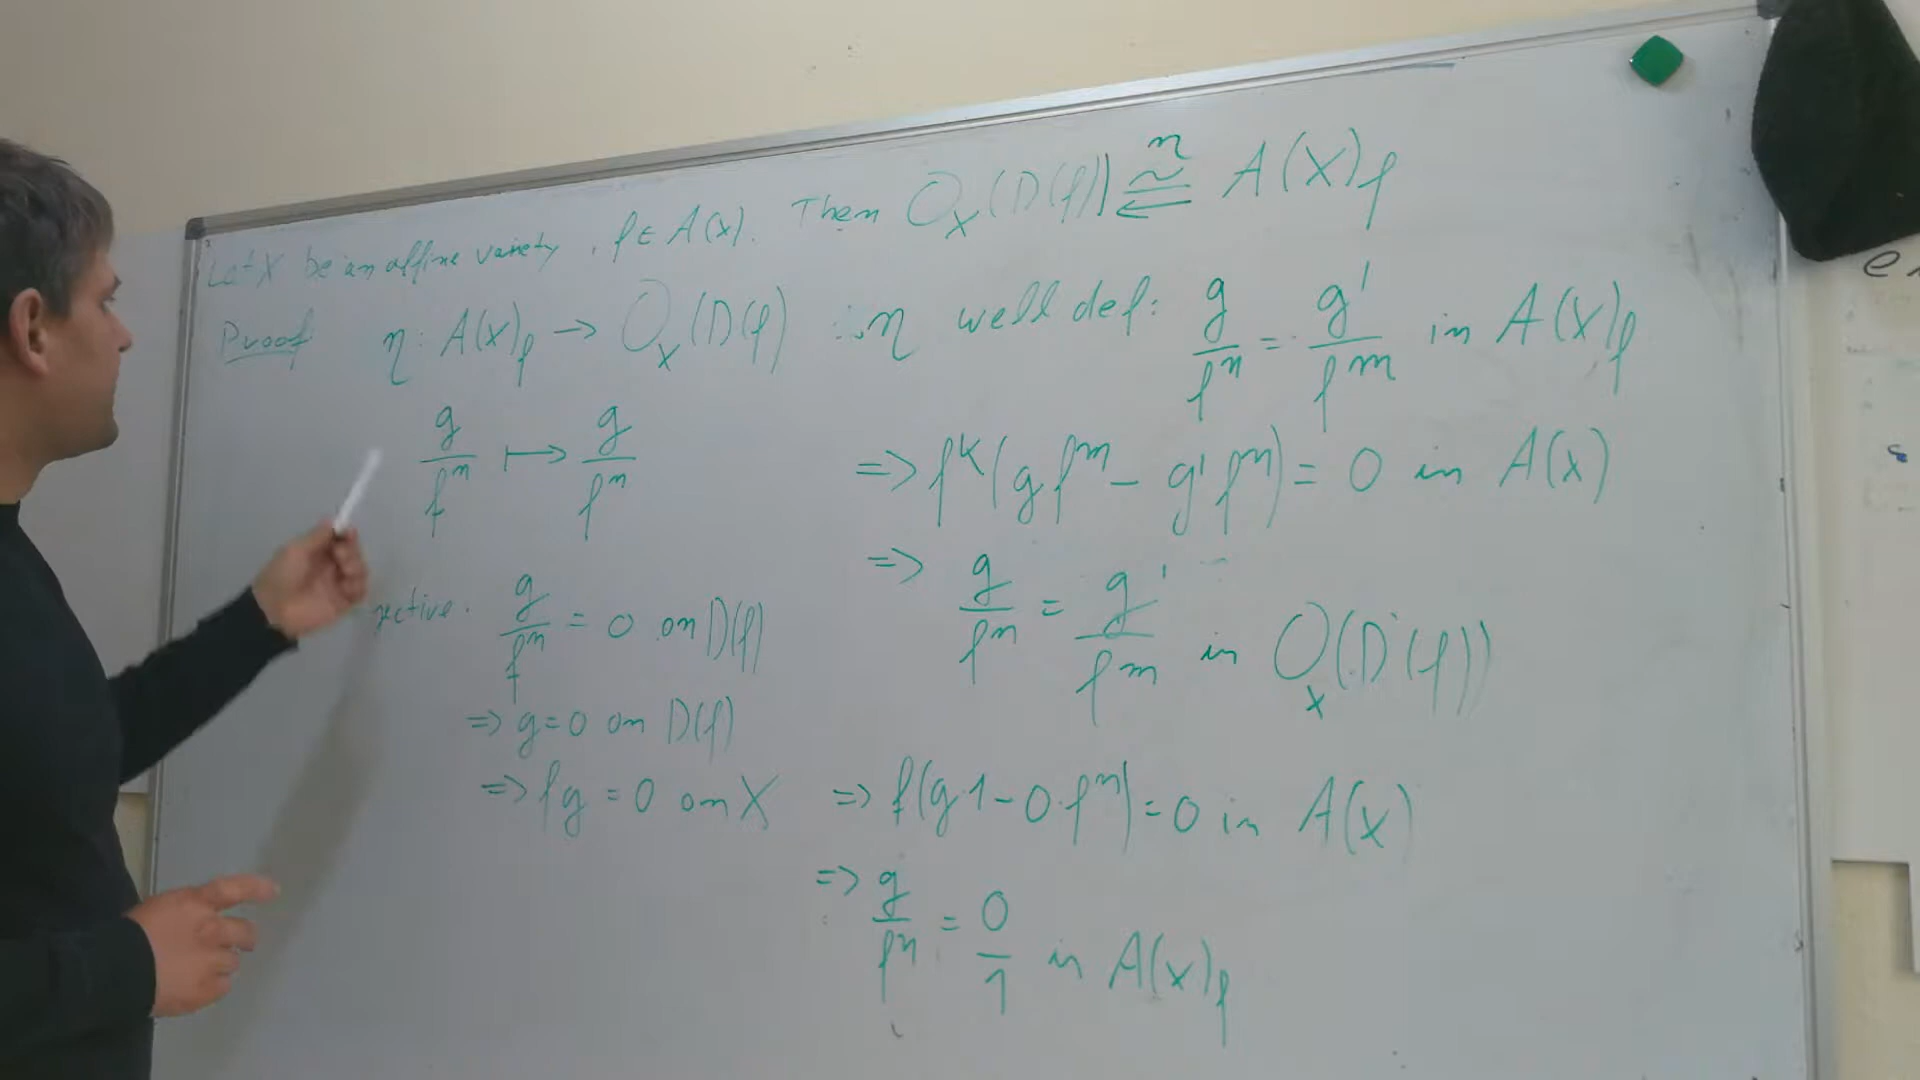 Let X be an affine variety, f ∈ A(X). Then O_X(D(f)) ≅ A(X)_f
η
Proof η: A(X)_f → O_X(D(f)) η well def: g/f^n = g'/f^m in A(X)_f
g/f^n ↦ g/f^n
=> f^k(g f^m - g' f^n) = 0 in A(X)
=> g/f^n = g'/f^m in O_X(D(f))
jective. g/f^n = 0 on D(f)
=> g = 0 on D(f)
=> fg = 0 on X => f(g·1 - 0·f^n) = 0 in A(X)
=> g/f^n = 0/1 in A(X)_f